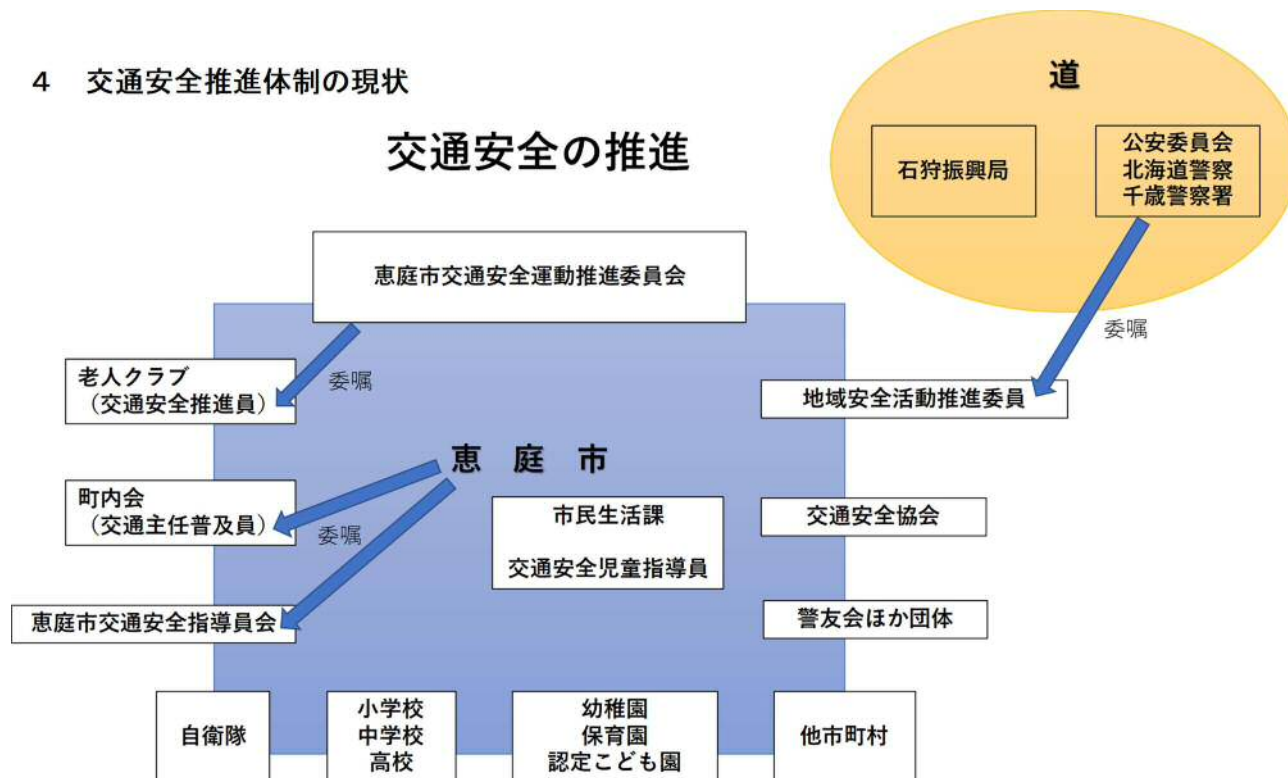 4 交通安全推進体制の現状
交通安全の推進
道
石狩振興局
公安委員会
北海道警察
千歳警察署
委嘱
恵庭市交通安全運動推進委員会
委嘱
老人クラブ
（交通安全推進員）
地域安全活動推進委員
恵 庭 市
町内会
（交通主任普及員）
委嘱
市民生活課
交通安全児童指導員
交通安全協会
恵庭市交通安全指導員会
警友会ほか団体
自衛隊
小学校
中学校
高校
幼稚園
保育園
認定こども園
他市町村